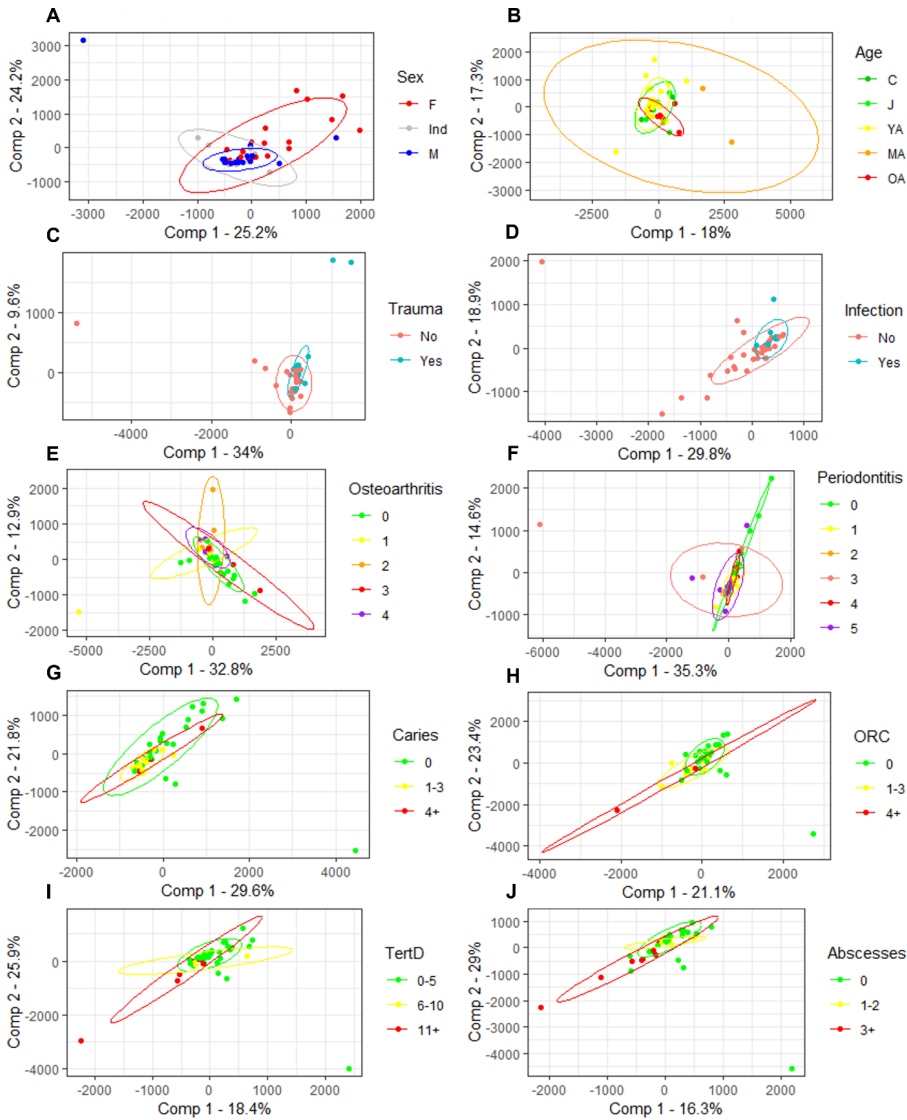 A
Comp 2 - 24.2%
3000
2000
1000
0
-1000
-3000
-2000
-1000
0
1000
2000
Comp 1 - 25.2%
Sex
F
Ind
M
B
Comp 2 - 17.3%
2000
1000
0
-1000
-2000
-3000
-2500
0
2500
5000
Comp 1 - 18%
Age
C
J
YA
MA
OA
C
Comp 2 - 9.6%
1000
0
-4000
-2000
0
Comp 1 - 34%
Trauma
No
Yes
D
Comp 2 - 18.9%
2000
1000
0
-1000
-4000
-3000
-2000
-1000
0
1000
Comp 1 - 29.8%
Infection
No
Yes
E
Comp 2 - 12.9%
2000
1000
0
-1000
-2000
-5000
-2500
0
2500
Comp 1 - 32.8%
Osteoarthritis
0
1
2
3
4
F
Comp 2 - 14.6%
2000
1000
0
-1000
-6000
-4000
-2000
0
2000
Comp 1 - 35.3%
Periodontitis
0
1
2
3
4
5
G
Comp 2 - 21.8%
1000
0
-1000
-2000
-2000
0
2000
4000
Comp 1 - 29.6%
Caries
0
1-3
4+
H
Comp 2 - 23.4%
2000
0
-2000
-4000
-4000
-2000
0
2000
Comp 1 - 21.1%
ORC
0
1-3
4+
I
Comp 2 - 25.9%
0
-2000
-4000
-2000
-1000
0
1000
2000
Comp 1 - 18.4%
TertD
0-5
6-10
11+
J
Comp 2 - 29%
1000
0
-1000
-2000
-3000
-4000
-2000
-1000
0
1000
2000
Comp 1 - 16.3%
Abscesses
0
1-2
3+